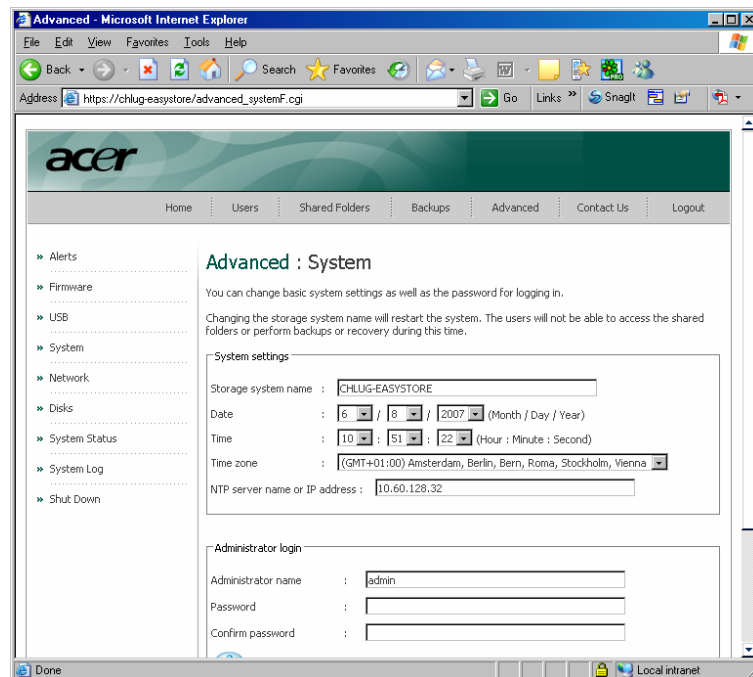 Advanced - Microsoft Internet Explorer
File Edit View Favorites Tools Help
Back Search Favorites
Address https://chlug-easystore/advanced_systemF.cgi Go Links » SnagIt
acer
Home Users Shared Folders Backups Advanced Contact Us Logout
» Alerts
» Firmware
» USB
» System
» Network
» Disks
» System Status
» System Log
» Shut Down
Advanced : System
You can change basic system settings as well as the password for logging in.
Changing the storage system name will restart the system. The users will not be able to access the shared
folders or perform backups or recovery during this time.
System settings
Storage system name : CHLUG-EASYSTORE
Date : 6 / 8 / 2007 (Month / Day / Year)
Time : 10 : 51 : 22 (Hour : Minute : Second)
Time zone : (GMT+01:00) Amsterdam, Berlin, Bern, Roma, Stockholm, Vienna
NTP server name or IP address : 10.60.128.32
Administrator login
Administrator name : admin
Password :
Confirm password :
Done Local intranet